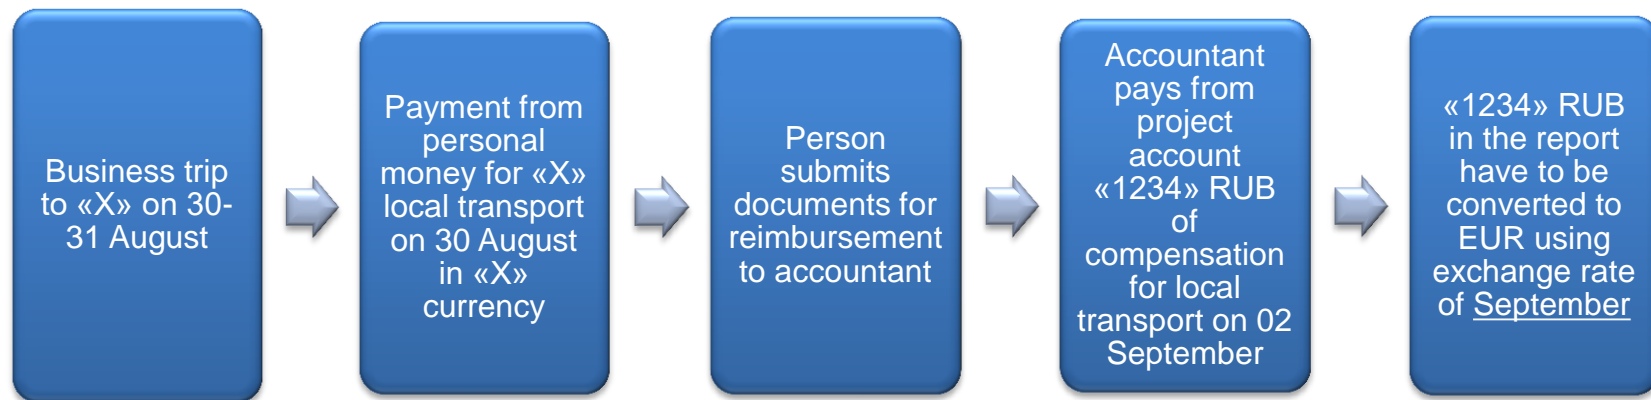 Business trip
to «X» on 30-
31 August
Payment from
personal
money for «X»
local transport
on 30 August
in «X»
currency
Person
submits
documents for
reimbursement
to accountant
Accountant
pays from
project
account
«1234» RUB
of
compensation
for local
transport on 02
September
«1234» RUB
in the report
have to be
converted to
EUR using
exchange rate
of September